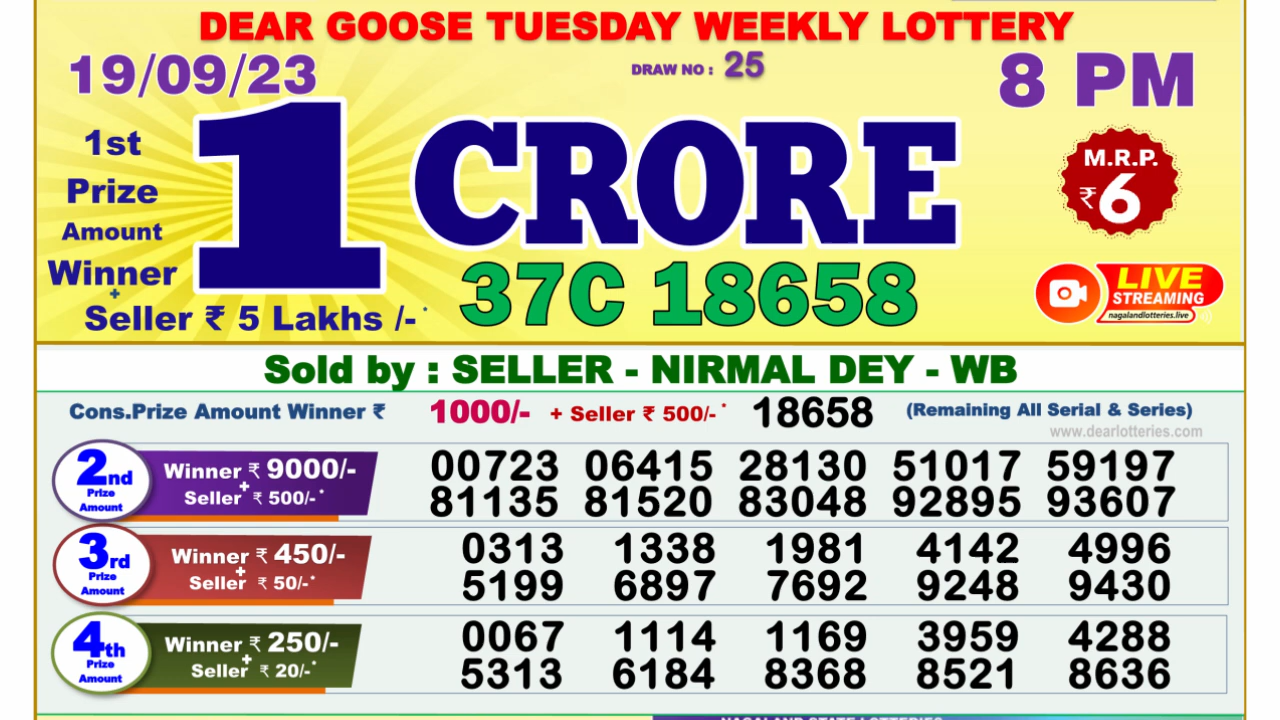 DEAR GOOSE TUESDAY WEEKLY LOTTERY
19/09/23
DRAW NO : 25
8 PM
1st
Prize
Amount
Winner
+
Seller ₹ 5 Lakhs /-*
1 CRORE
37C 18658
M.R.P.
₹6
LIVE
STREAMING
nagalandlotteries.live
Sold by : SELLER - NIRMAL DEY - WB
Cons.Prize Amount Winner ₹ 1000/- + Seller ₹ 500/-* 18658 (Remaining All Serial & Series)
www.dearlotteries.com
2nd
Prize
Amount
Winner ₹ 9000/-
+
Seller ₹ 500/-*
00723 06415 28130 51017 59197
81135 81520 83048 92895 93607
3rd
Prize
Amount
Winner ₹ 450/-
+
Seller ₹ 50/-*
0313 1338 1981 4142 4996
5199 6897 7692 9248 9430
4th
Prize
Amount
Winner ₹ 250/-
+
Seller ₹ 20/-*
0067 1114 1169 3959 4288
5313 6184 8368 8521 8636
NAGALAND STATE LOTTERIES